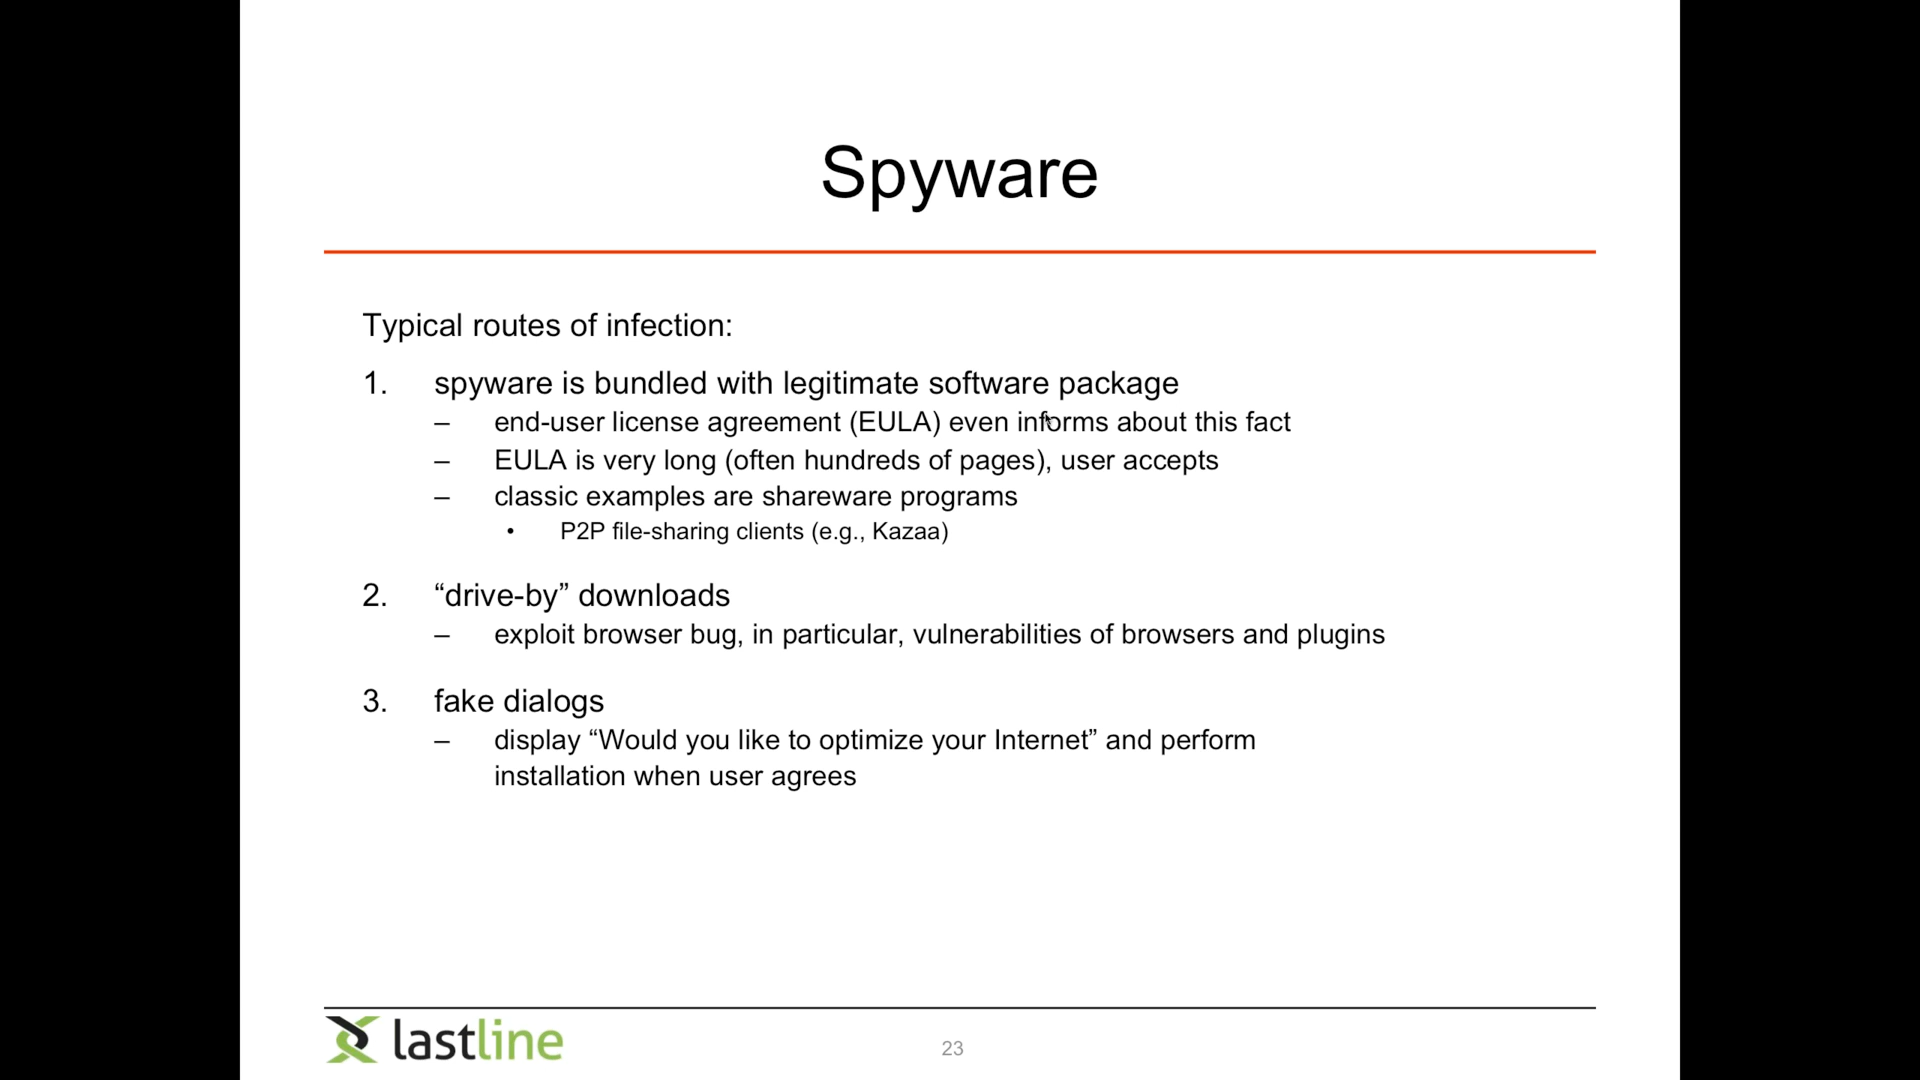 Spyware
Typical routes of infection:
1. spyware is bundled with legitimate software package
– end-user license agreement (EULA) even informs about this fact
– EULA is very long (often hundreds of pages), user accepts
– classic examples are shareware programs
• P2P file-sharing clients (e.g., Kazaa)
2. “drive-by” downloads
– exploit browser bug, in particular, vulnerabilities of browsers and plugins
3. fake dialogs
– display “Would you like to optimize your Internet” and perform
installation when user agrees
lastline
23